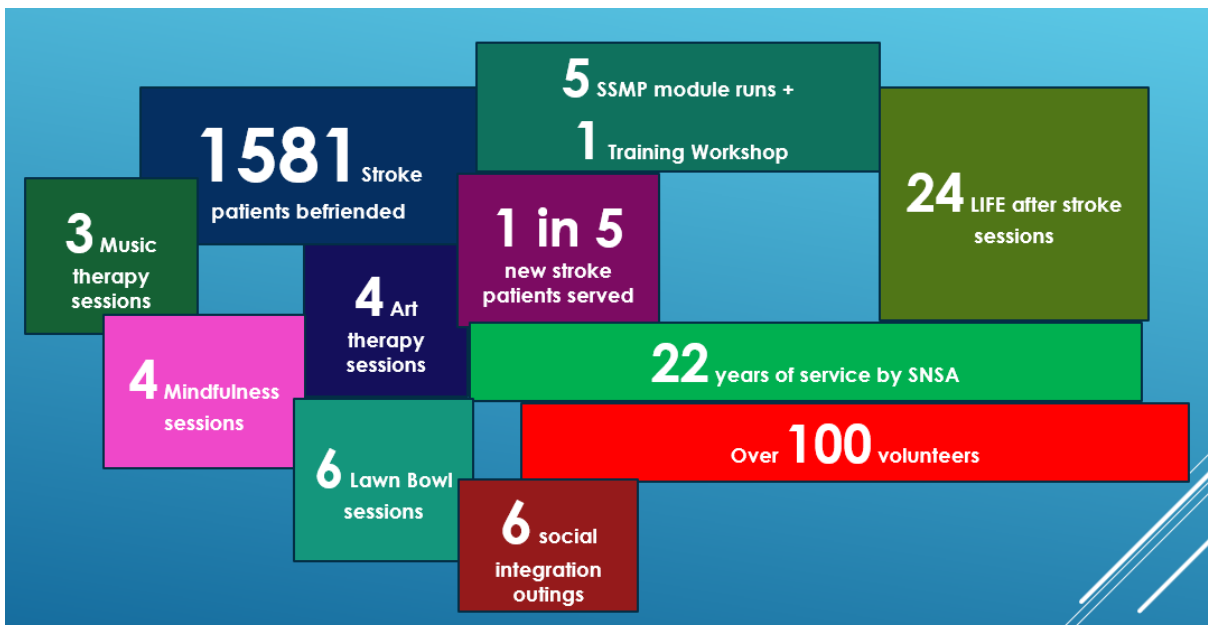 5 SSMP module runs +
1 Training Workshop
1581 Stroke
patients befriended
24 LIFE after stroke
sessions
3 Music
therapy
sessions
1 in 5
new stroke
patients served
4 Art
therapy
sessions
4 Mindfulness
sessions
22 years of service by SNSA
Over 100 volunteers
6 Lawn Bowl
sessions
6 social
integration
outings